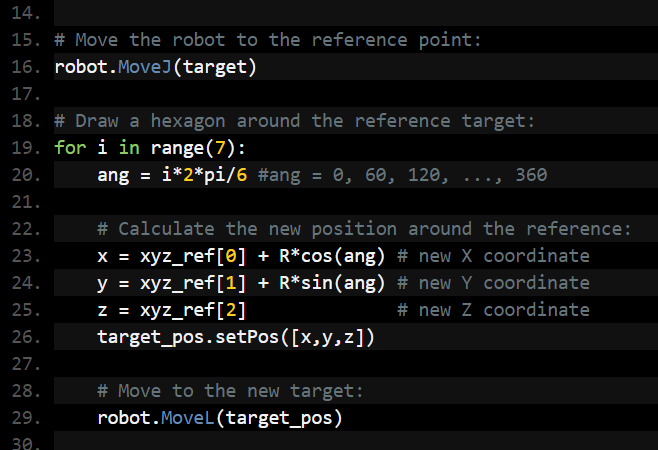 14.
15. # Move the robot to the reference point:
16. robot.MoveJ(target)
17.
18. # Draw a hexagon around the reference target:
19. for i in range(7):
20.     ang = i*2*pi/6 #ang = 0, 60, 120, ..., 360
21.
22.     # Calculate the new position around the reference:
23.     x = xyz_ref[0] + R*cos(ang) # new X coordinate
24.     y = xyz_ref[1] + R*sin(ang) # new Y coordinate
25.     z = xyz_ref[2]              # new Z coordinate
26.     target_pos.setPos([x,y,z])
27.
28.     # Move to the new target:
29.     robot.MoveL(target_pos)
30.